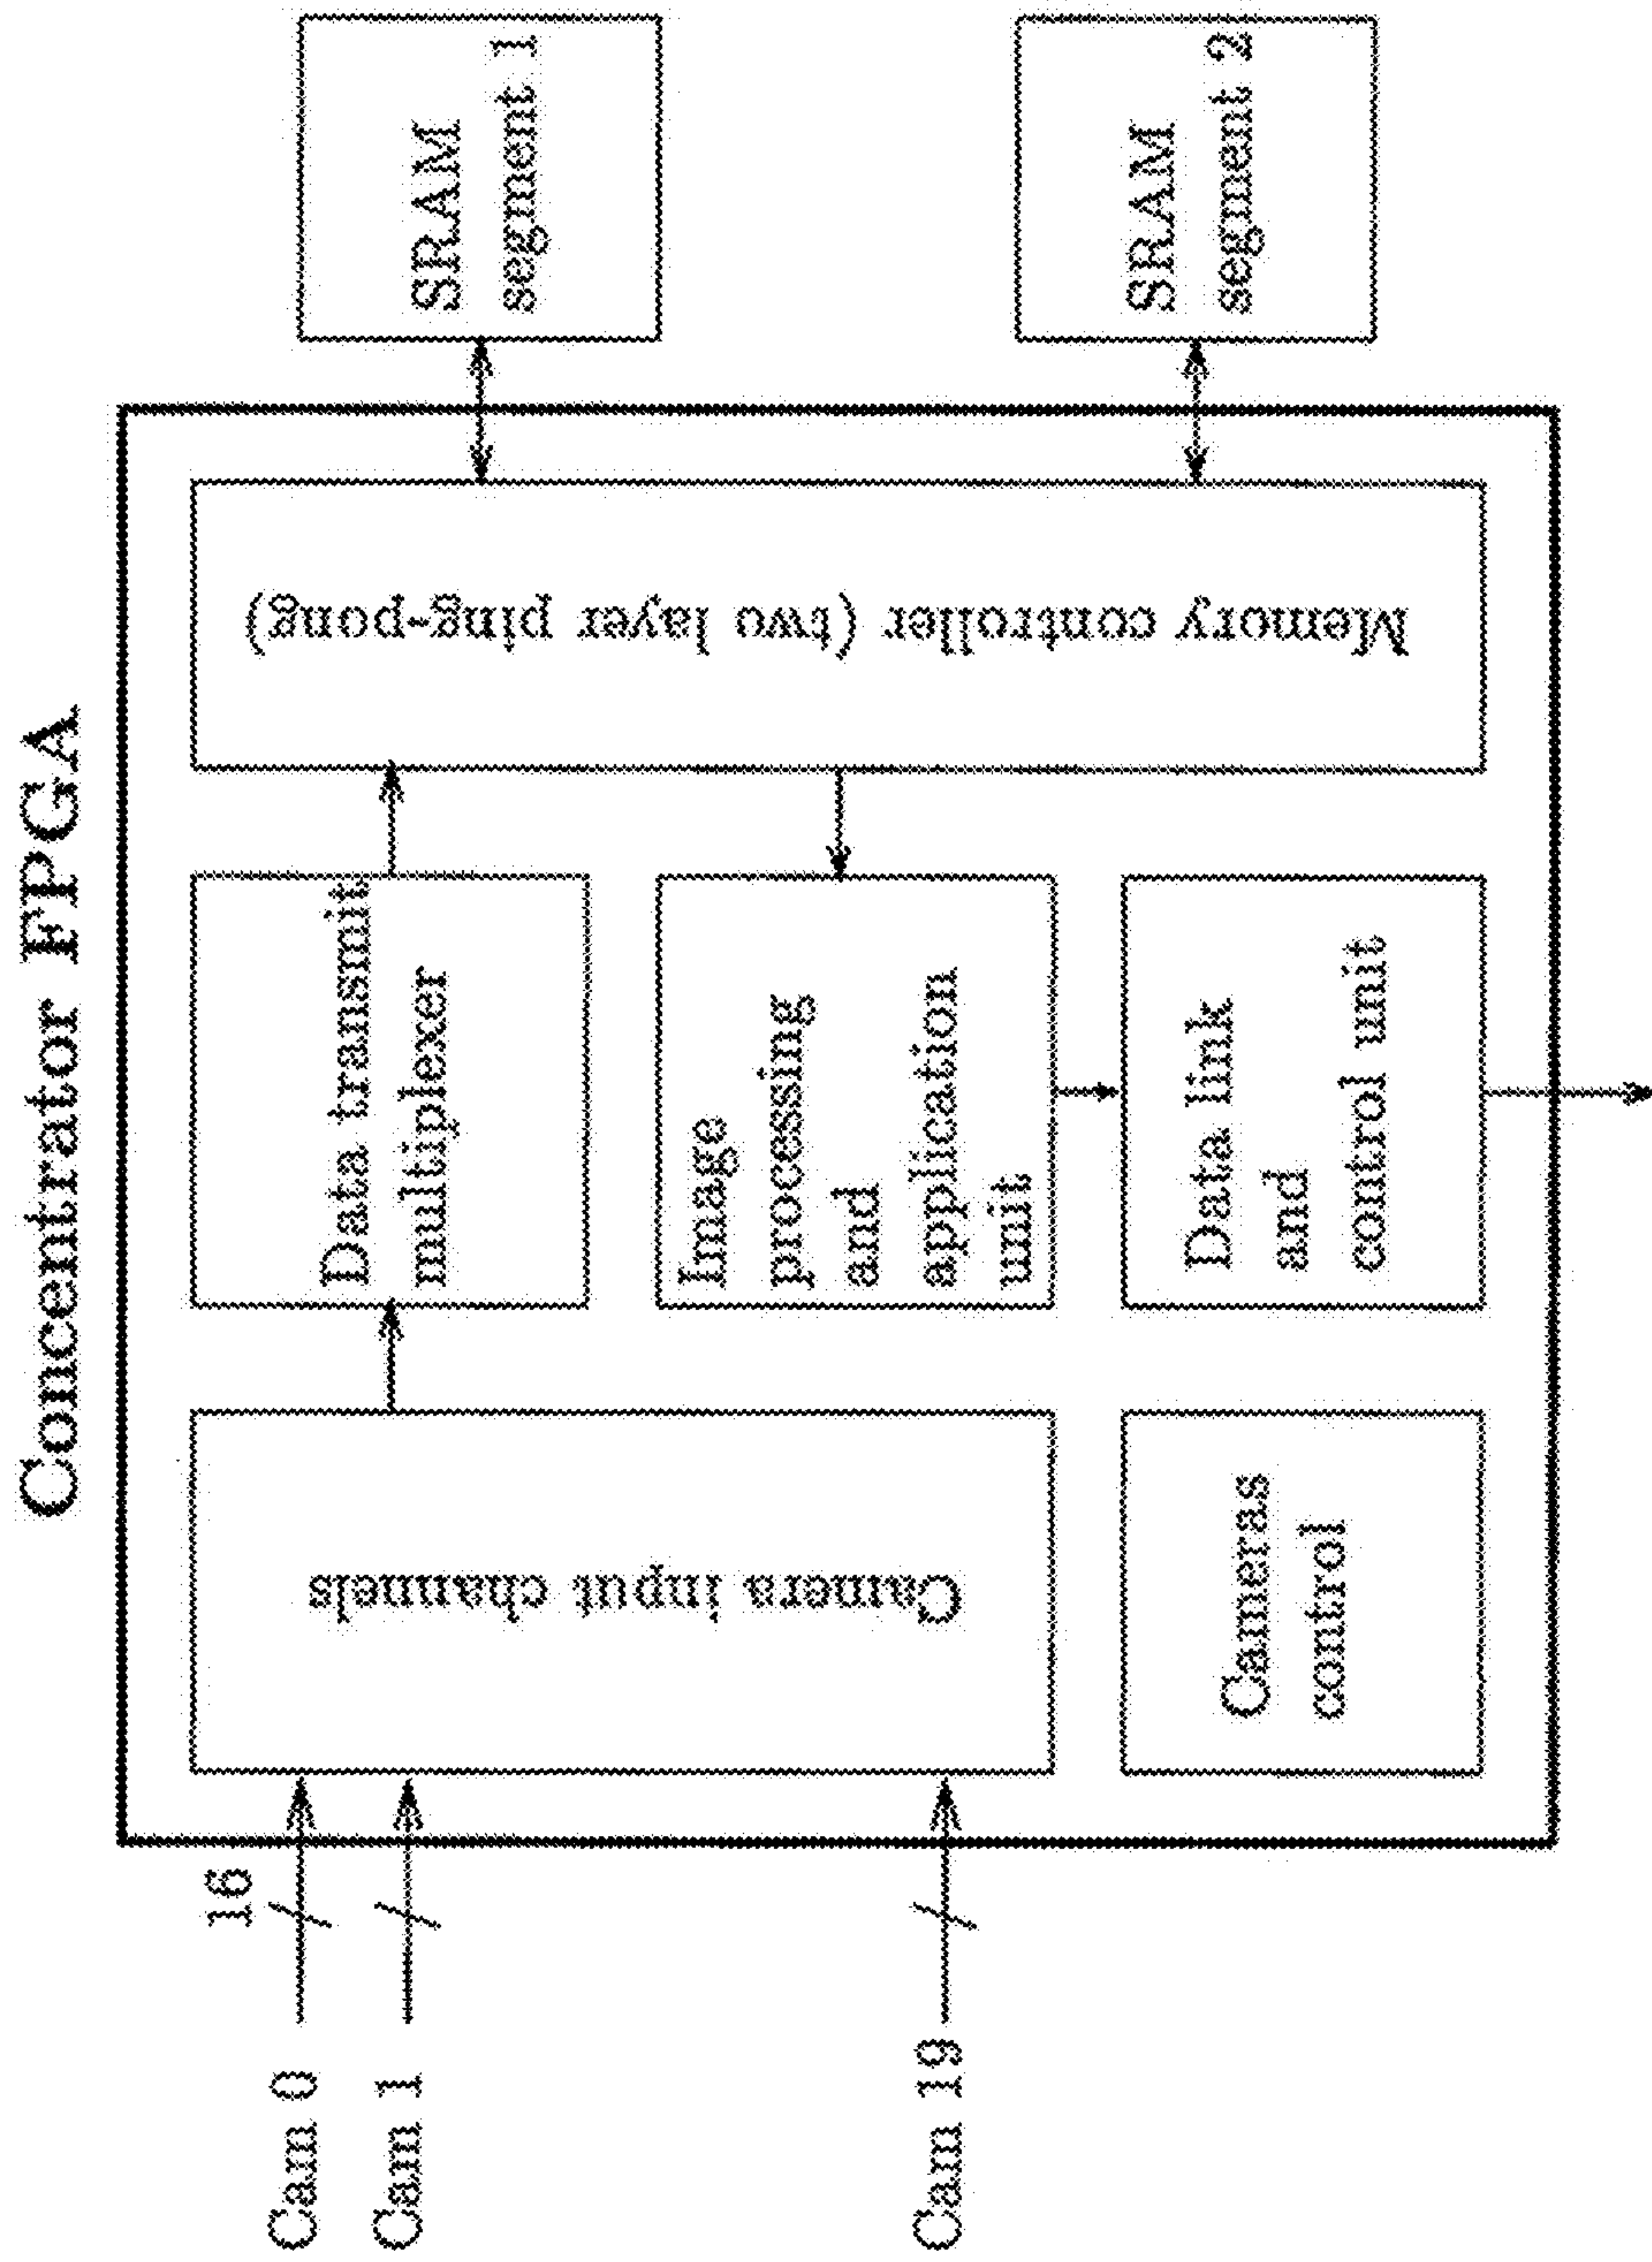 Concentrator FPGA
16
Cam 0
Cam 1
Cam 19
Camera input channels
Cameras
control
Data transmit
multiplexer
Image
processing
and
application
unit
Data link
and
control unit
Memory controller (two layer ping-pong)
SRAM
segment 1
SRAM
segment 2